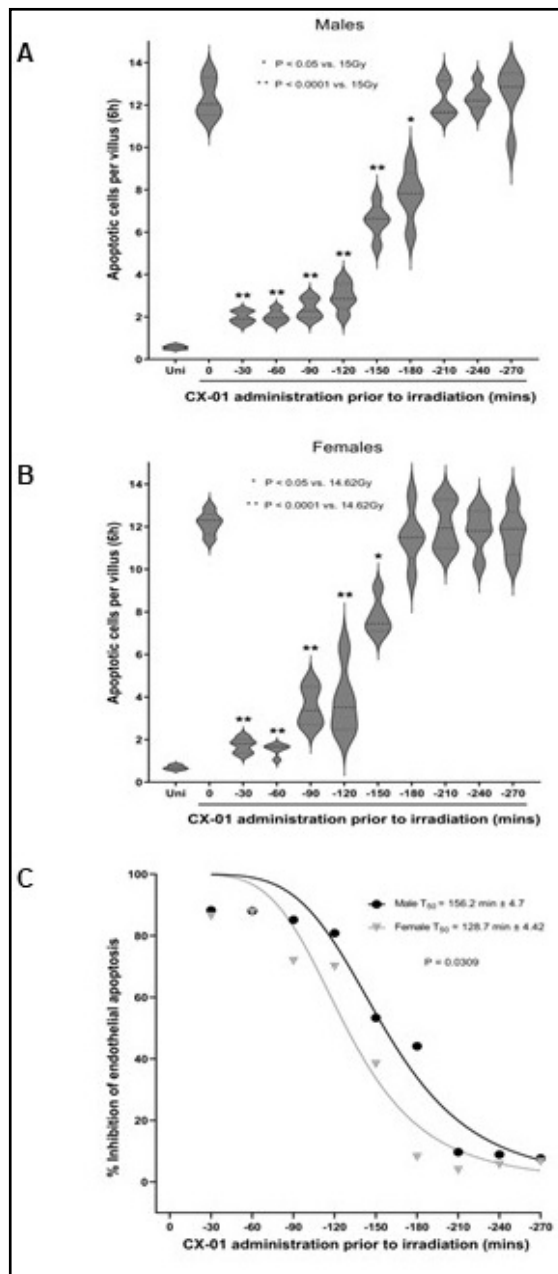 A
Males
* P < 0.05 vs. 15Gy
** P < 0.0001 vs. 15Gy
Apoptotic cells per villus (6h)
14
12
10
8
6
4
2
0
**
**
**
**
**
*
Uni 0 -30 -60 -90 -120 -150 -180 -210 -240 -270
CX-01 administration prior to irradiation (mins)
B
Females
* P < 0.05 vs. 14.62Gy
** P < 0.0001 vs. 14.62Gy
Apoptotic cells per villus (6h)
14
12
10
8
6
4
2
0
**
**
**
**
*
Uni 0 -30 -60 -90 -120 -150 -180 -210 -240 -270
CX-01 administration prior to irradiation (mins)
C
Male T50 = 156.2 min ± 4.7
Female T50 = 128.7 min ± 4.42
P = 0.0309
% Inhibition of endothelial apoptosis
100
80
60
40
20
0
0 -30 -60 -90 -120 -150 -180 -210 -240 -270
CX-01 administration prior to irradiation (mins)